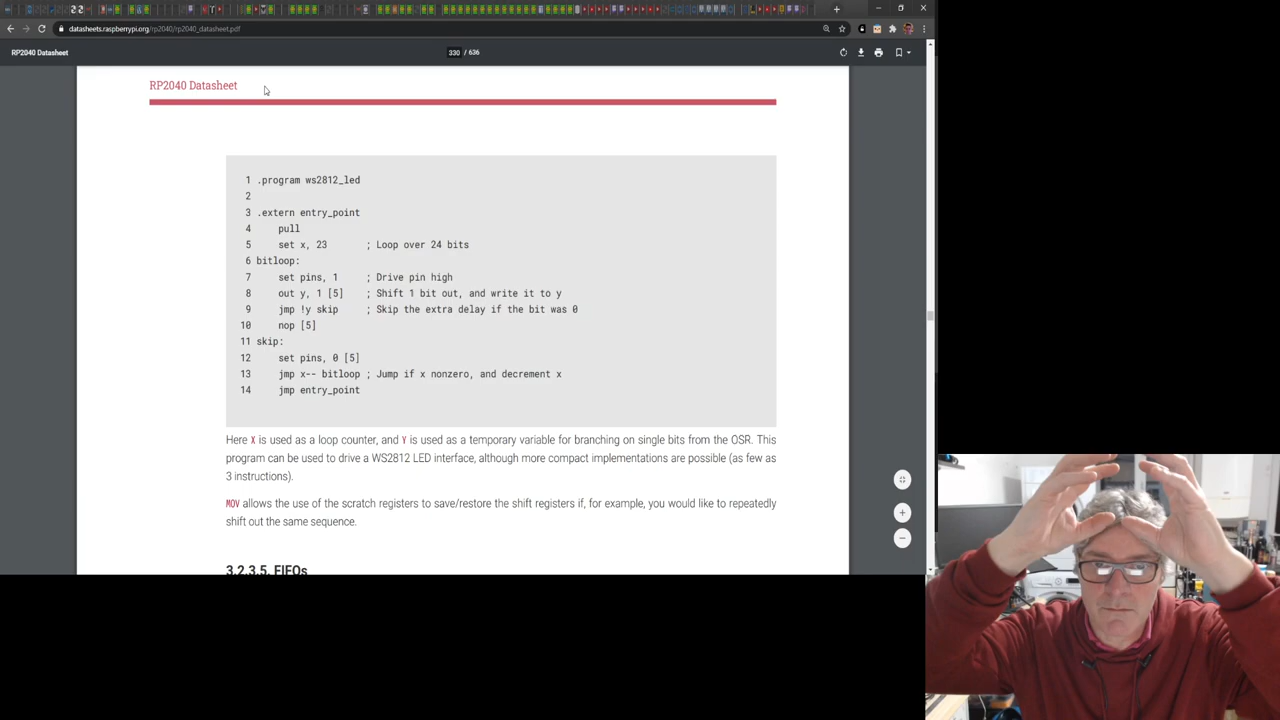 datasheets.raspberrypi.org/rp2040/rp2040_datasheet.pdf
RP2040 Datasheet
330 / 636
RP2040 Datasheet
1 .program ws2812_led
2
3 .extern entry_point
4 pull
5 set x, 23 ; Loop over 24 bits
6 bitloop:
7 set pins, 1 ; Drive pin high
8 out y, 1 [5] ; Shift 1 bit out, and write it to y
9 jmp !y skip ; Skip the extra delay if the bit was 0
10 nop [5]
11 skip:
12 set pins, 0 [5]
13 jmp x-- bitloop ; Jump if x nonzero, and decrement x
14 jmp entry_point
Here X is used as a loop counter, and Y is used as a temporary variable for branching on single bits from the OSR. This
program can be used to drive a WS2812 LED interface, although more compact implementations are possible (as few as
3 instructions).
MOV allows the use of the scratch registers to save/restore the shift registers if, for example, you would like to repeatedly
shift out the same sequence.
3.2.3.5. FIFOs